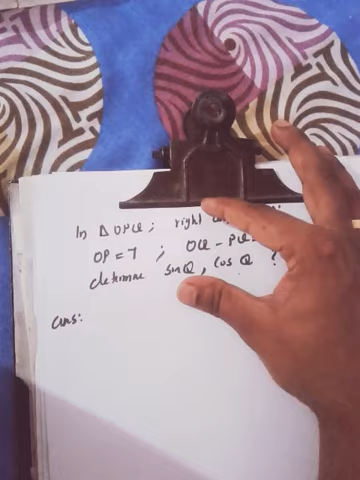 In Δ OPQ ; right
OP = 7 ; OQ - PQ
determine sin Q , cos Q ?
ans: